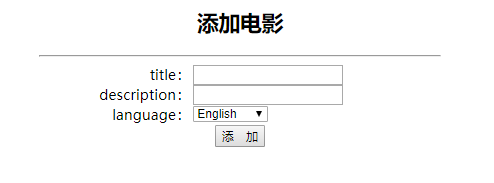 添加电影
title：
description：
language： English
添 加